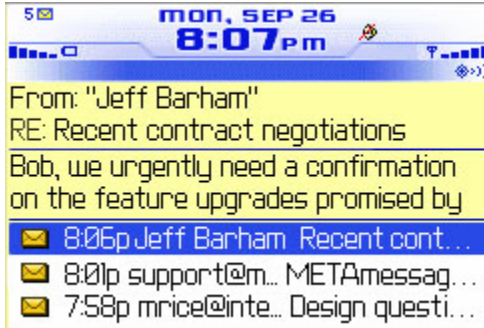 5
MON, SEP 26
8:07PM
From: "Jeff Barham"
RE: Recent contract negotiations
Bob, we urgently need a confirmation
on the feature upgrades promised by
8:06p Jeff Barham Recent cont...
8:01p support@m... METAmessag...
7:58p mrice@inte... Design questi...